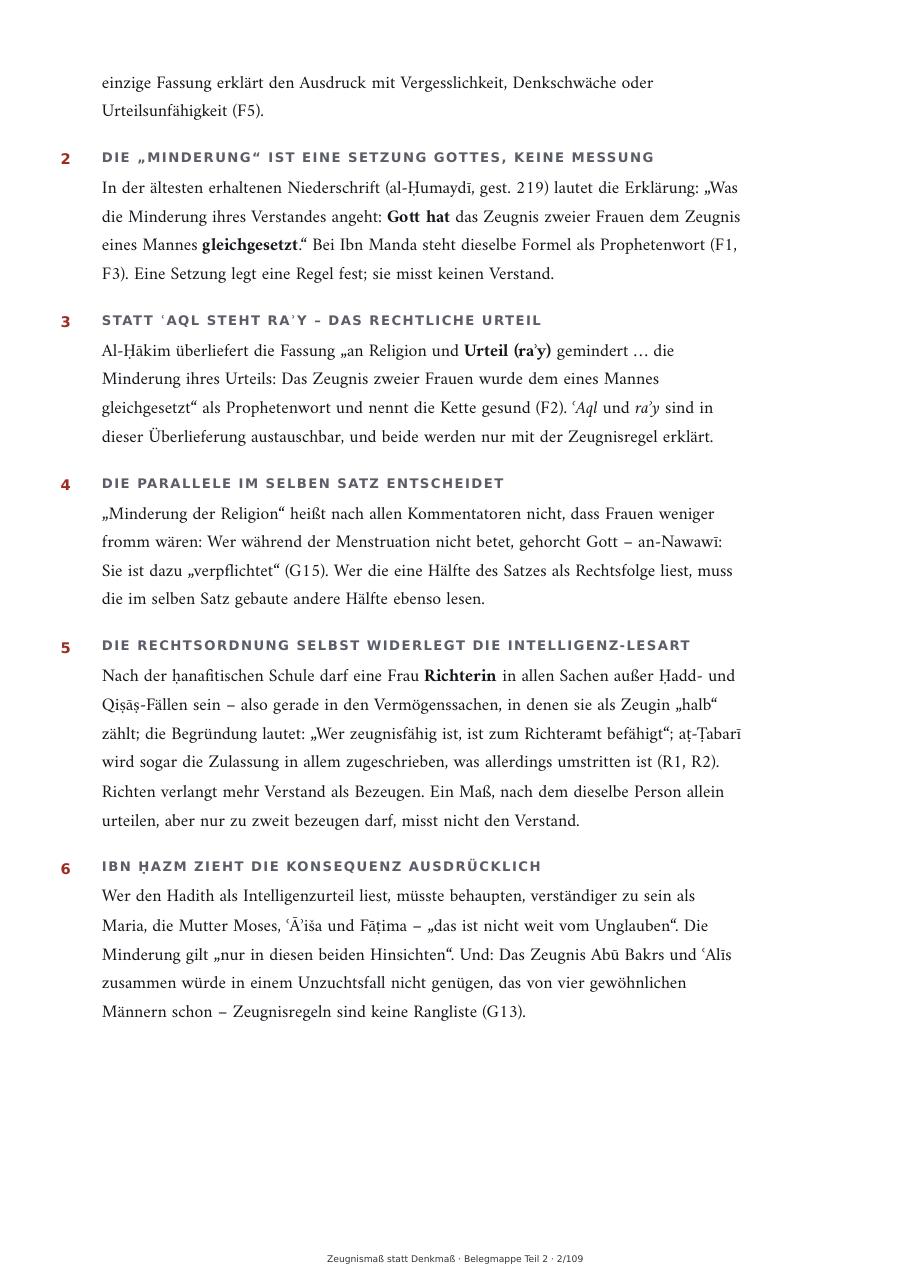 einzige Fassung erklärt den Ausdruck mit Vergesslichkeit, Denkschwäche oder
Urteilsunfähigkeit (F5).
2 DIE „MINDERUNG“ IST EINE SETZUNG GOTTES, KEINE MESSUNG
In der ältesten erhaltenen Niederschrift (al-Ḥumaydī, gest. 219) lautet die Erklärung: „Was
die Minderung ihres Verstandes angeht: Gott hat das Zeugnis zweier Frauen dem Zeugnis
eines Mannes gleichgesetzt.“ Bei Ibn Manda steht dieselbe Formel als Prophetenwort (F1,
F3). Eine Setzung legt eine Regel fest; sie misst keinen Verstand.
3 STATT ʿAQL STEHT RAʾY – DAS RECHTLICHE URTEIL
Al-Ḥākim überliefert die Fassung „an Religion und Urteil (raʾy) gemindert … die
Minderung ihres Urteils: Das Zeugnis zweier Frauen wurde dem eines Mannes
gleichgesetzt“ als Prophetenwort und nennt die Kette gesund (F2). ʿAql und raʾy sind in
dieser Überlieferung austauschbar, und beide werden nur mit der Zeugnisregel erklärt.
4 DIE PARALLELE IM SELBEN SATZ ENTSCHEIDET
„Minderung der Religion“ heißt nach allen Kommentatoren nicht, dass Frauen weniger
fromm wären: Wer während der Menstruation nicht betet, gehorcht Gott – an-Nawawī:
Sie ist dazu „verpflichtet“ (G15). Wer die eine Hälfte des Satzes als Rechtsfolge liest, muss
die im selben Satz gebaute andere Hälfte ebenso lesen.
5 DIE RECHTSORDNUNG SELBST WIDERLEGT DIE INTELLIGENZ-LESART
Nach der ḥanafitischen Schule darf eine Frau Richterin in allen Sachen außer Ḥadd- und
Qiṣāṣ-Fällen sein – also gerade in den Vermögenssachen, in denen sie als Zeugin „halb“
zählt; die Begründung lautet: „Wer zeugnisfähig ist, ist zum Richteramt befähigt“; aṭ-Ṭabarī
wird sogar die Zulassung in allem zugeschrieben, was allerdings umstritten ist (R1, R2).
Richten verlangt mehr Verstand als Bezeugen. Ein Maß, nach dem dieselbe Person allein
urteilen, aber nur zu zweit bezeugen darf, misst nicht den Verstand.
6 IBN ḤAZM ZIEHT DIE KONSEQUENZ AUSDRÜCKLICH
Wer den Hadith als Intelligenzurteil liest, müsste behaupten, verständiger zu sein als
Maria, die Mutter Moses, ʿĀʾiša und Fāṭima – „das ist nicht weit vom Unglauben“. Die
Minderung gilt „nur in diesen beiden Hinsichten“. Und: Das Zeugnis Abū Bakrs und ʿAlīs
zusammen würde in einem Unzuchtsfall nicht genügen, das von vier gewöhnlichen
Männern schon – Zeugnisregeln sind keine Rangliste (G13).
Zeugnismaß statt Denkmaß · Belegmappe Teil 2 · 2/109